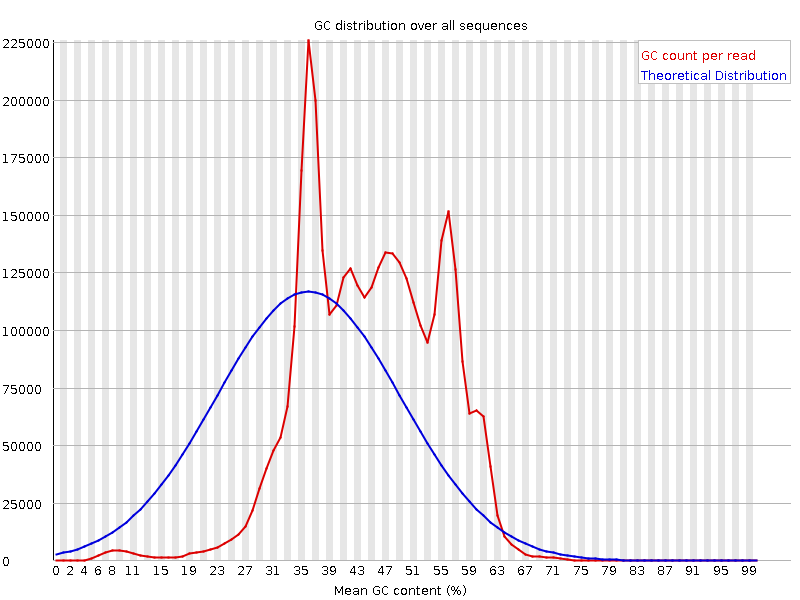 GC distribution over all sequences
GC count per read
Theoretical Distribution
225000
200000
175000
150000
125000
100000
75000
50000
25000
0
0 2 4 6 8 11 15 19 23 27 31 35 39 43 47 51 55 59 63 67 71 75 79 83 87 91 95 99
Mean GC content (%)